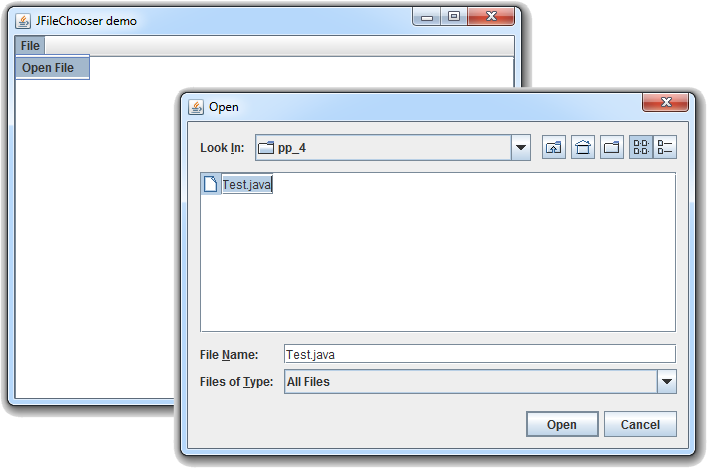 JFileChooser demo
File
Open File
Open
Look In: pp_4
Test.java
File Name: Test.java
Files of Type: All Files
Open Cancel